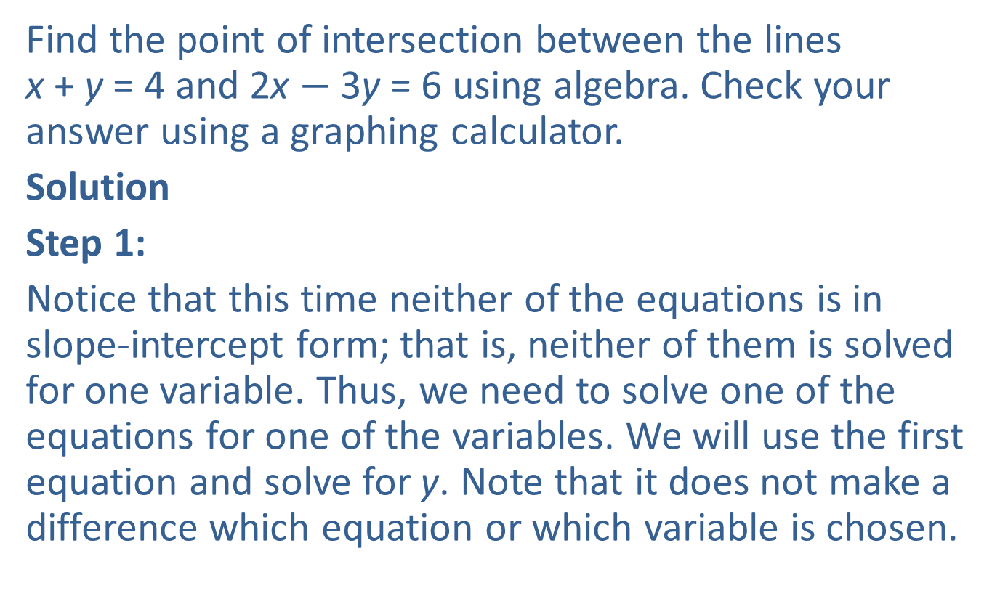 Find the point of intersection between the lines
x + y = 4 and 2x − 3y = 6 using algebra. Check your
answer using a graphing calculator.
Solution
Step 1:
Notice that this time neither of the equations is in
slope-intercept form; that is, neither of them is solved
for one variable. Thus, we need to solve one of the
equations for one of the variables. We will use the first
equation and solve for y. Note that it does not make a
difference which equation or which variable is chosen.